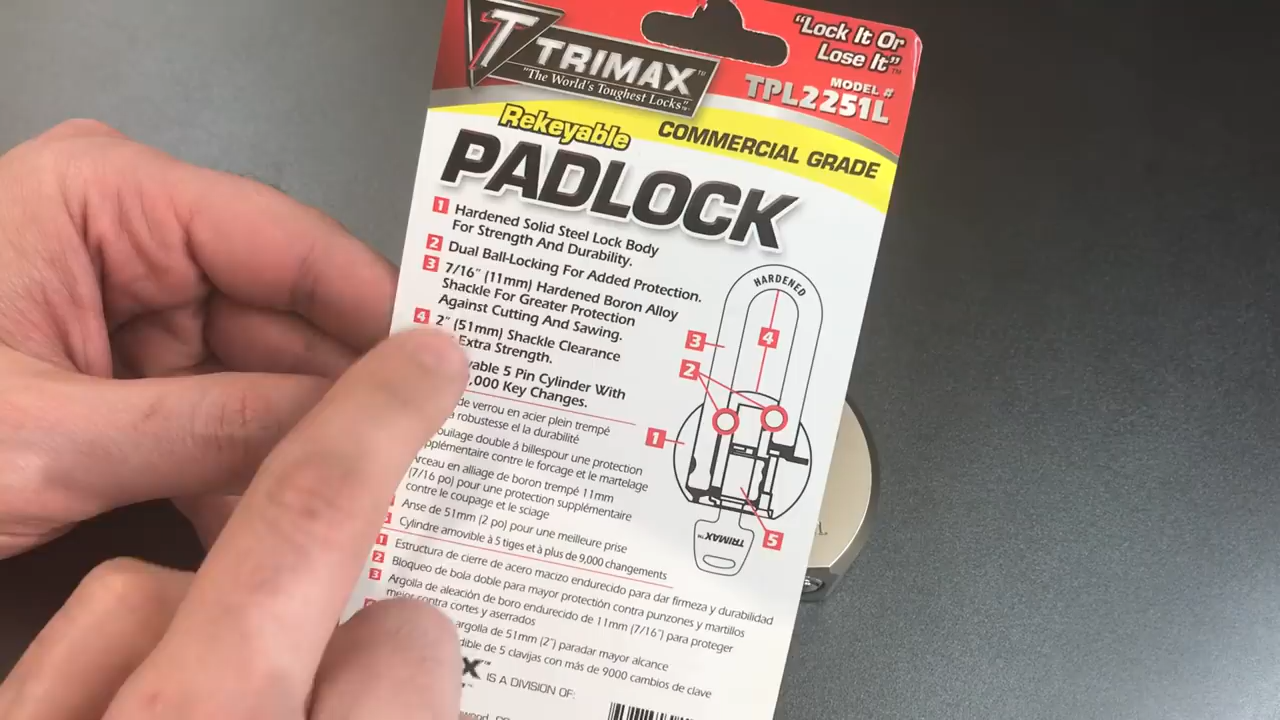 TRIMAX™
"The World's Toughest Locks."™
"Lock It Or
Lose It"™
MODEL #
TPL2251L
Rekeyable
COMMERCIAL GRADE
PADLOCK
1 Hardened Solid Steel Lock Body
For Strength And Durability.
2 Dual Ball-Locking For Added Protection.
3 7/16" (11mm) Hardened Boron Alloy
Shackle For Greater Protection
Against Cutting And Sawing.
4 2" (51mm) Shackle Clearance
Extra Strength.
5 Pin Cylinder With
,000 Key Changes.
HARDENED
3
4
2
1
5
TRIMAX™
de verrou en acier plein trempé
robustesse et la durabilité
double à billespour une protection
contre le forcage et le martelage
en alliage de boron trempé 11mm
(7/16 po) pour une protection supplémentaire
contre le coupage et le sciage
Anse de 51mm (2 po) pour une meilleure prise
Cylindre amovible à 5 tiges et à plus de 9,000 changements
1 Estructura de cierre de acero macizo endurecido para dar firmeza y durabilidad
2 Bloqueo de bola doble para mayor protectión contra punzones y martillos
3 Argolla de aleación de boro endurecido de 11mm (7/16") para proteger
mejor contra cortes y aserrados
argolla de 51mm (2") paradar mayor alcance
de 5 clavijas con más de 9000 cambios de clave
IS A DIVISION OF: